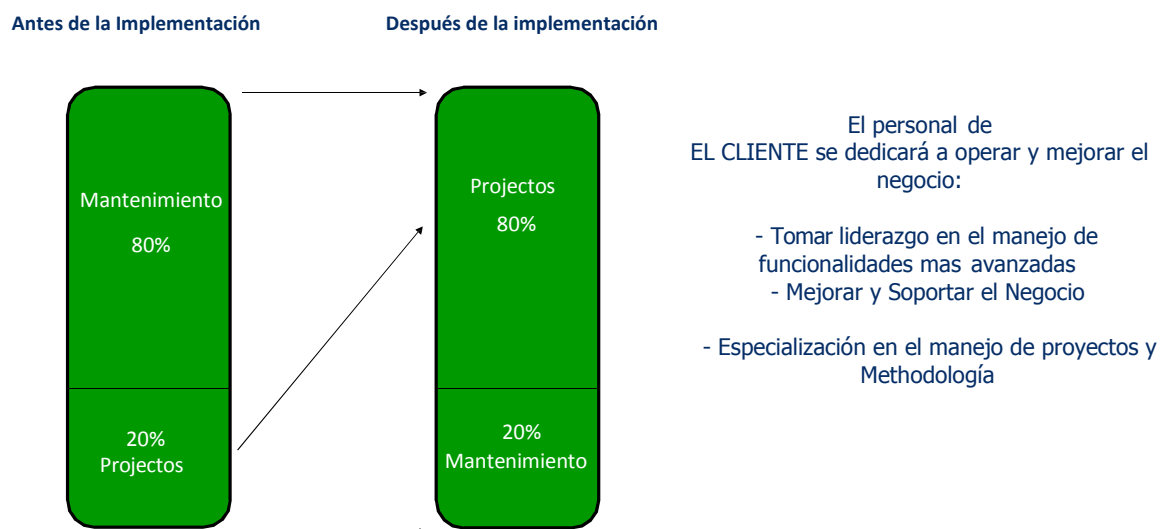 Antes de la Implementación
Después de la implementación
Mantenimiento
80%
20%
Projectos
Projectos
80%
20%
Mantenimiento
El personal de
EL CLIENTE se dedicará a operar y mejorar el
negocio:
- Tomar liderazgo en el manejo de
funcionalidades mas avanzadas
- Mejorar y Soportar el Negocio
- Especialización en el manejo de proyectos y
Methodología